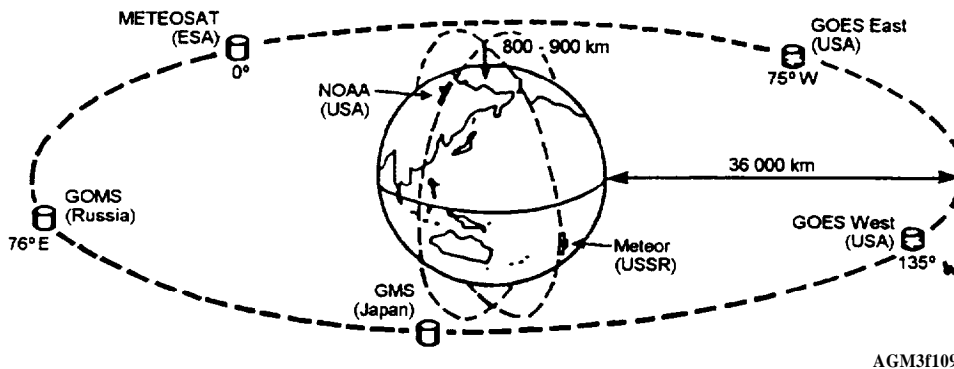 METEOSAT
(ESA)
0°
800 - 900 km
GOES East
(USA)
75° W
NOAA
(USA)
36 000 km
GOMS
(Russia)
76° E
GOES West
(USA)
135° W
Meteor
(USSR)
GMS
(Japan)
AGM3f109